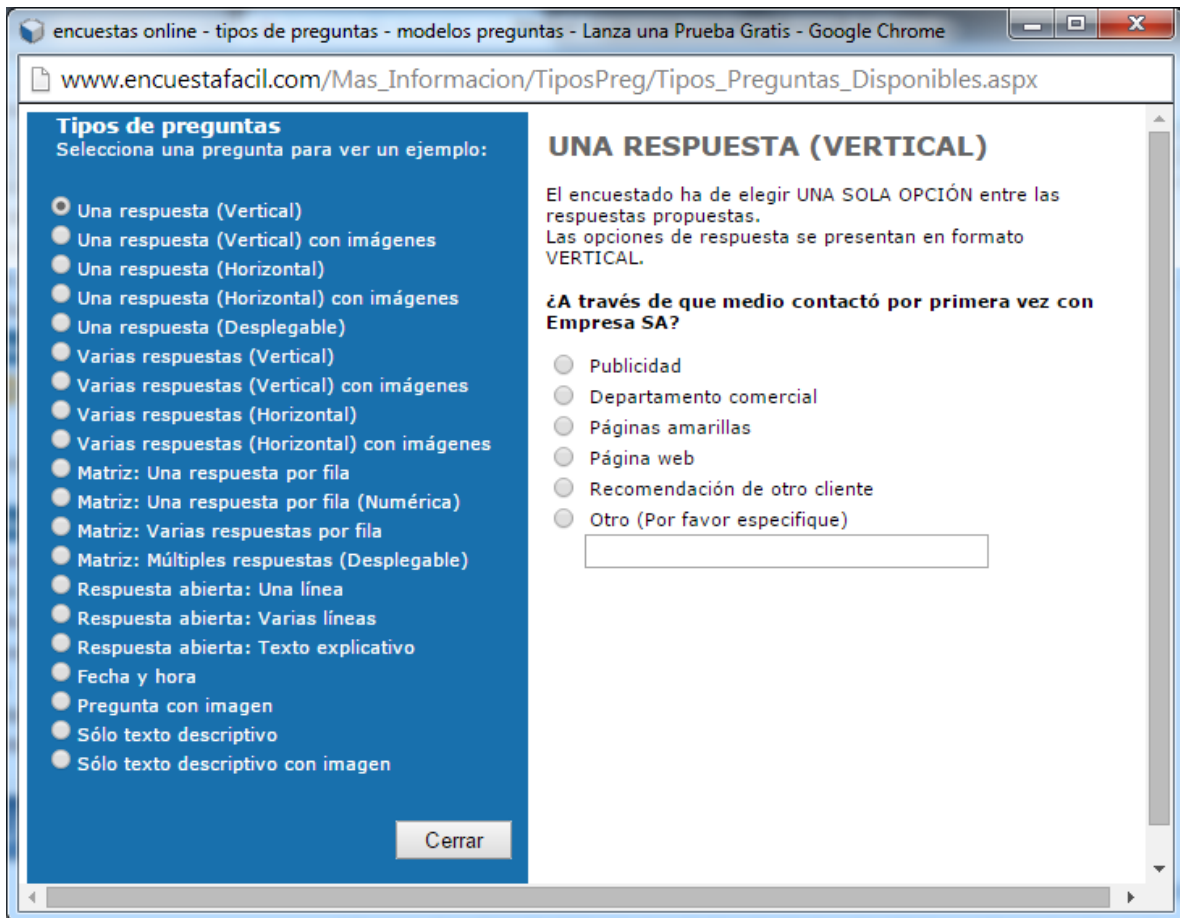 encuestas online - tipos de preguntas - modelos preguntas - Lanza una Prueba Gratis - Google Chrome
www.encuestafacil.com/Mas_Informacion/TiposPreg/Tipos_Preguntas_Disponibles.aspx
Tipos de preguntas
Selecciona una pregunta para ver un ejemplo:
Una respuesta (Vertical)
Una respuesta (Vertical) con imágenes
Una respuesta (Horizontal)
Una respuesta (Horizontal) con imágenes
Una respuesta (Desplegable)
Varias respuestas (Vertical)
Varias respuestas (Vertical) con imágenes
Varias respuestas (Horizontal)
Varias respuestas (Horizontal) con imágenes
Matriz: Una respuesta por fila
Matriz: Una respuesta por fila (Numérica)
Matriz: Varias respuestas por fila
Matriz: Múltiples respuestas (Desplegable)
Respuesta abierta: Una línea
Respuesta abierta: Varias líneas
Respuesta abierta: Texto explicativo
Fecha y hora
Pregunta con imagen
Sólo texto descriptivo
Sólo texto descriptivo con imagen
Cerrar
UNA RESPUESTA (VERTICAL)
El encuestado ha de elegir UNA SOLA OPCIÓN entre las
respuestas propuestas.
Las opciones de respuesta se presentan en formato
VERTICAL.
¿A través de que medio contactó por primera vez con
Empresa SA?
Publicidad
Departamento comercial
Páginas amarillas
Página web
Recomendación de otro cliente
Otro (Por favor especifique)